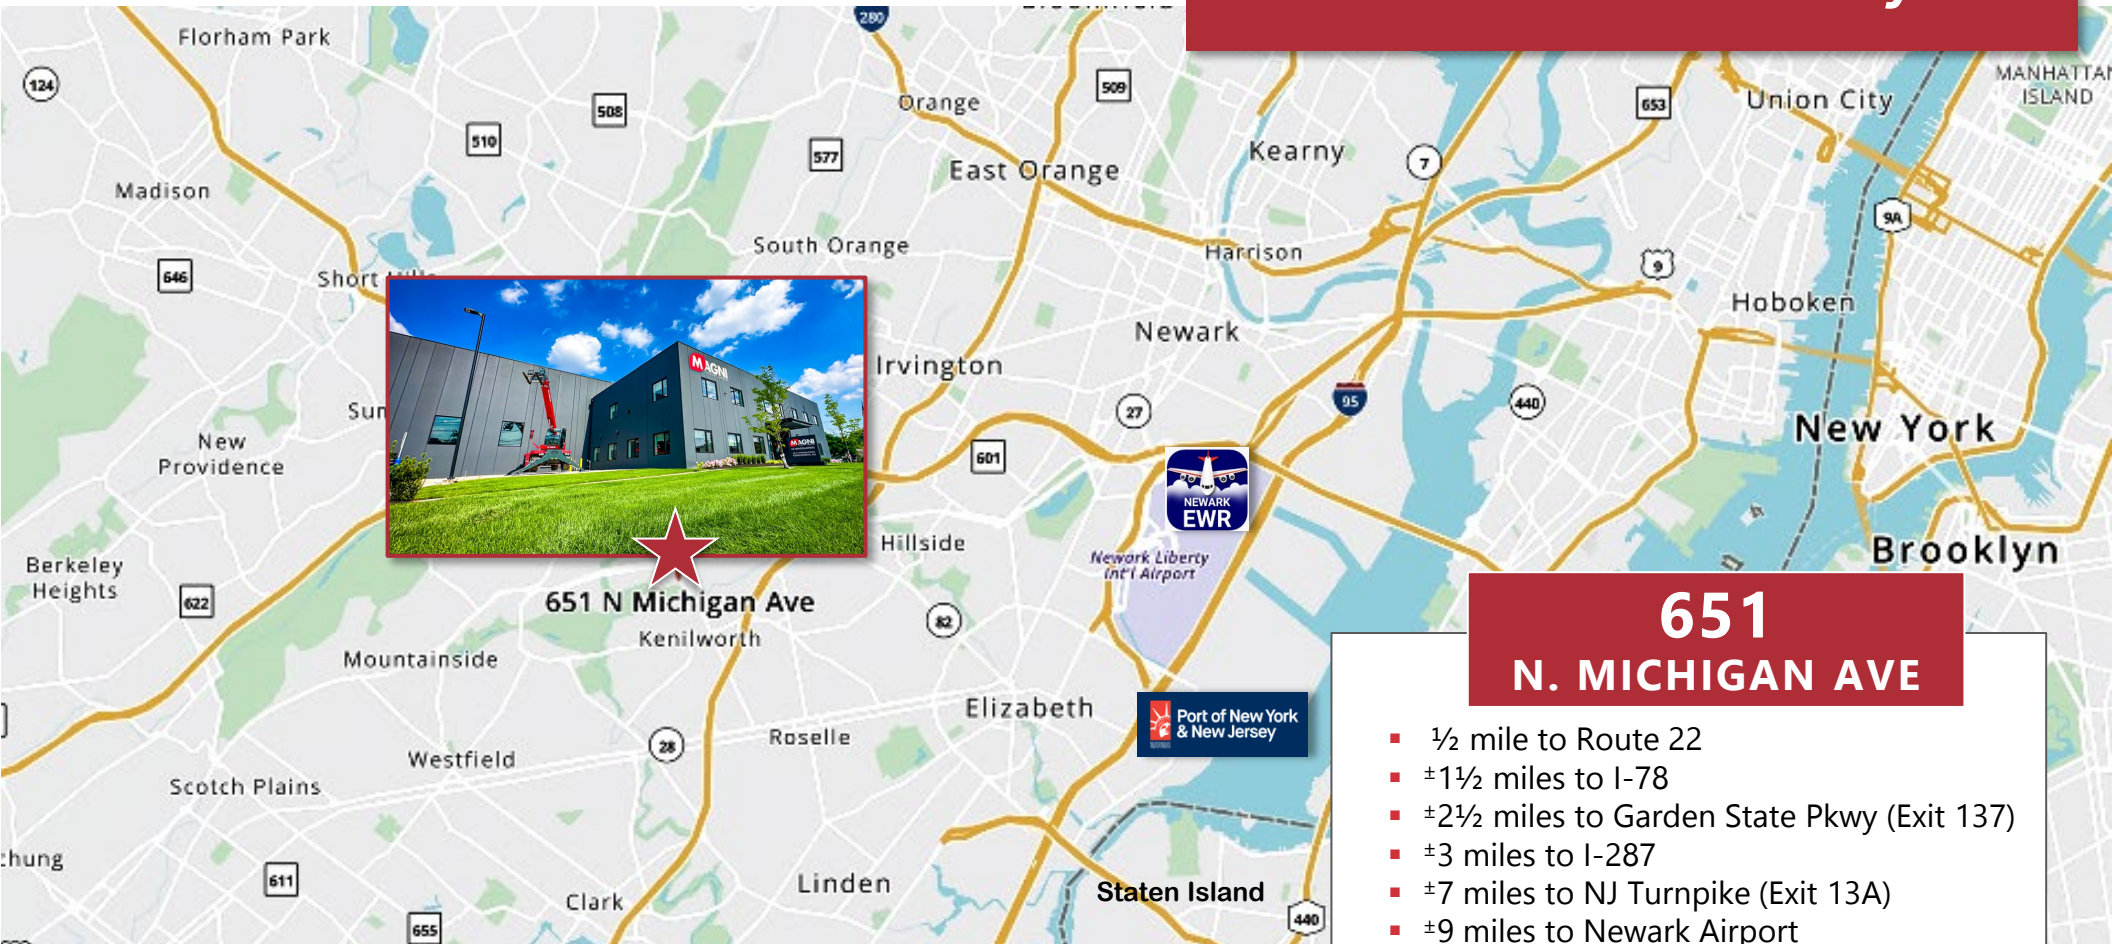 280
Florham Park
124
MANHATTAN
ISLAND
509
Orange
653
Union City
508
510
577
Kearny
7
East Orange
Madison
9A
South Orange
Harrison
646
Short Hills
9
Hoboken
MAGNI
Newark
Irvington
95
440
27
New York
New
Providence
MAGNI
601
NEWARK
EWR
Hillside
Newark Liberty
Int'l Airport
Brooklyn
Berkeley
Heights
622
651 N Michigan Ave
82
Kenilworth
651
N. MICHIGAN AVE
Mountainside
Elizabeth
Port of New York
& New Jersey
28
Roselle
Westfield
Scotch Plains
▪ ½ mile to Route 22
▪ ±1½ miles to I-78
▪ ±2½ miles to Garden State Pkwy (Exit 137)
▪ ±3 miles to I-287
▪ ±7 miles to NJ Turnpike (Exit 13A)
▪ ±9 miles to Newark Airport
chung
611
Linden
Clark
Staten Island
440
655